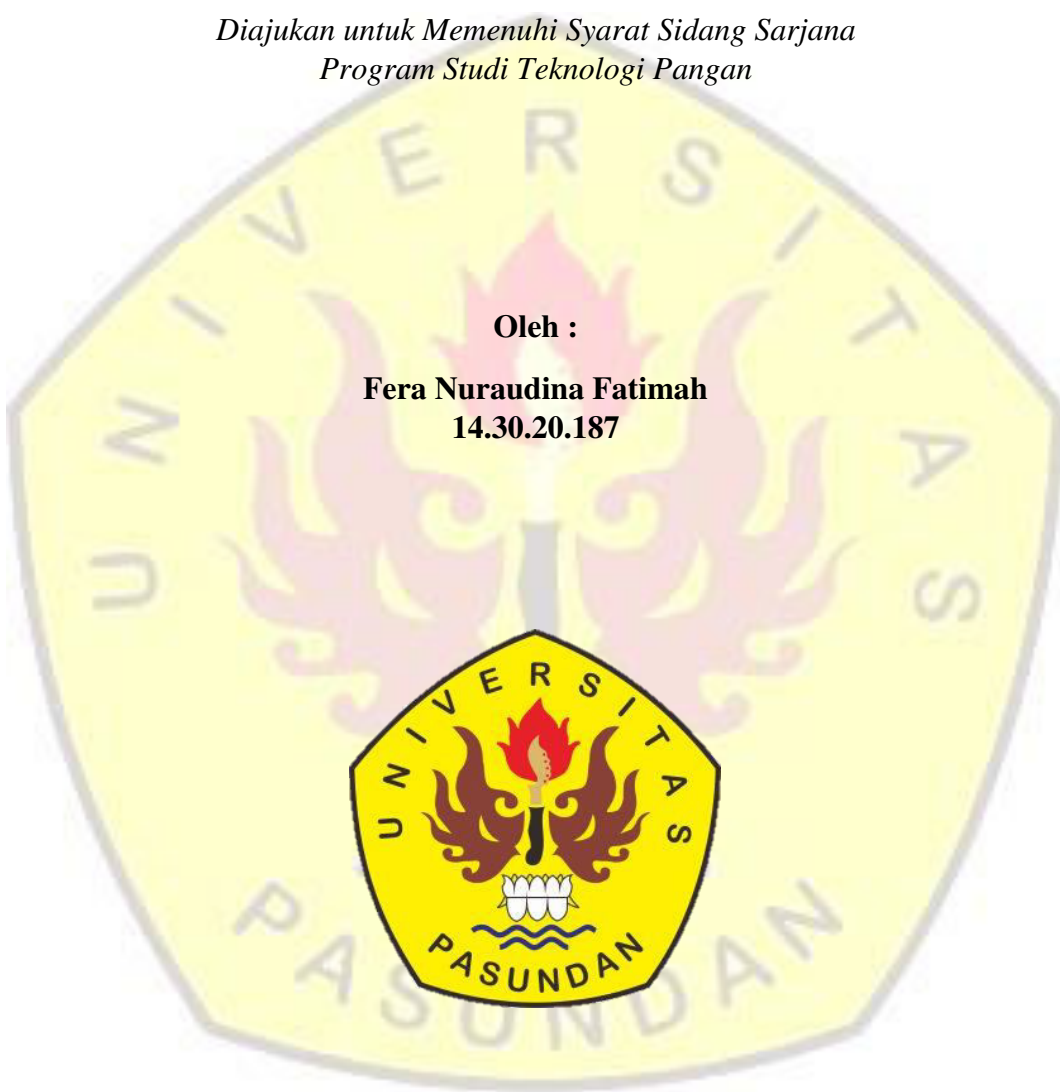 Diajukan untuk Memenuhi Syarat Sidang Sarjana
Program Studi Teknologi Pangan
UNIVERSITAS
Oleh :
Fera Nuraudina Fatimah
14.30.20.187
UNIVERSITAS
PASUNDAN
PASUNDAN